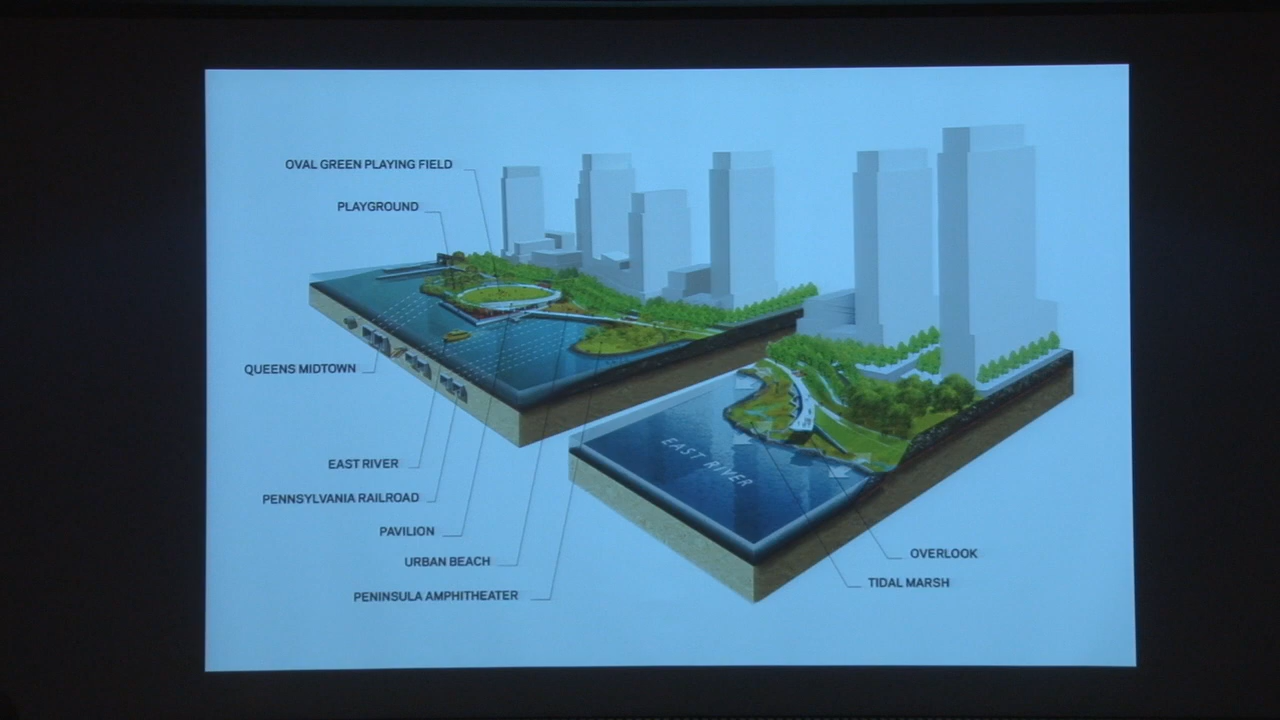 OVAL GREEN PLAYING FIELD
PLAYGROUND
QUEENS MIDTOWN
EAST RIVER
EAST RIVER
PENNSYLVANIA RAILROAD
PAVILION
URBAN BEACH
OVERLOOK
TIDAL MARSH
PENINSULA AMPHITHEATER